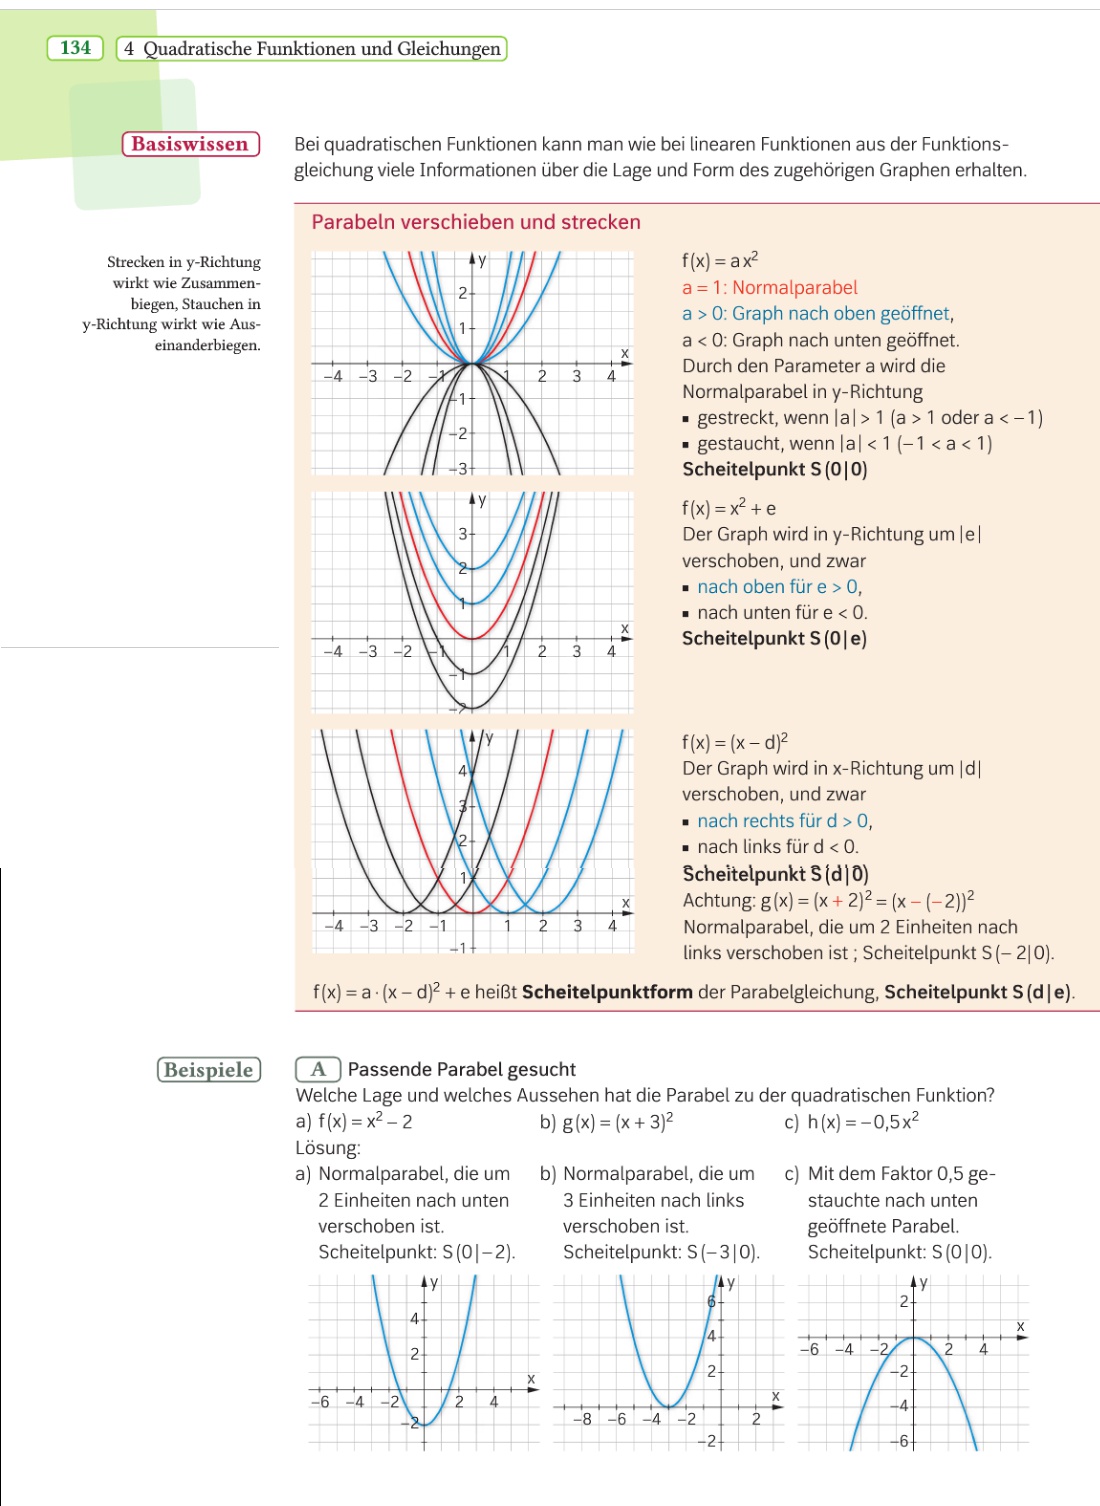 134
4 Quadratische Funktionen und Gleichungen
Basiswissen
Bei quadratischen Funktionen kann man wie bei linearen Funktionen aus der Funktions-
gleichung viele Informationen über die Lage und Form des zugehörigen Graphen erhalten.
Parabeln verschieben und strecken
Strecken in y-Richtung
wirkt wie Zusammen-
biegen, Stauchen in
y-Richtung wirkt wie Aus-
einanderbiegen.
y
2
1
x
−4 −3 −2 −1 1 2 3 4
−1
−2
−3
f(x) = ax²
a = 1: Normalparabel
a > 0: Graph nach oben geöffnet,
a < 0: Graph nach unten geöffnet.
Durch den Parameter a wird die
Normalparabel in y-Richtung
▪ gestreckt, wenn |a| > 1 (a > 1 oder a < −1)
▪ gestaucht, wenn |a| < 1 (−1 < a < 1)
Scheitelpunkt S(0|0)
y
3
2
1
x
−4 −3 −2 −1 1 2 3 4
−1
−2
f(x) = x² + e
Der Graph wird in y-Richtung um |e|
verschoben, und zwar
▪ nach oben für e > 0,
▪ nach unten für e < 0.
Scheitelpunkt S(0|e)
y
4
3
2
1
x
−4 −3 −2 −1 1 2 3 4
−1
f(x) = (x − d)²
Der Graph wird in x-Richtung um |d|
verschoben, und zwar
▪ nach rechts für d > 0,
▪ nach links für d < 0.
Scheitelpunkt S(d|0)
Achtung: g(x) = (x + 2)² = (x − (−2))²
Normalparabel, die um 2 Einheiten nach
links verschoben ist ; Scheitelpunkt S(− 2|0).
f(x) = a · (x − d)² + e heißt Scheitelpunktform der Parabelgleichung, Scheitelpunkt S(d|e).
Beispiele
A Passende Parabel gesucht
Welche Lage und welches Aussehen hat die Parabel zu der quadratischen Funktion?
a) f(x) = x² − 2
b) g(x) = (x + 3)²
c) h(x) = −0,5x²
Lösung:
a) Normalparabel, die um
2 Einheiten nach unten
verschoben ist.
Scheitelpunkt: S(0|−2).
b) Normalparabel, die um
3 Einheiten nach links
verschoben ist.
Scheitelpunkt: S(−3|0).
c) Mit dem Faktor 0,5 ge-
stauchte nach unten
geöffnete Parabel.
Scheitelpunkt: S(0|0).
y
4
2
x
−6 −4 −2 2 4
−2
y
6
4
2
x
−8 −6 −4 −2 2
−2
y
2
x
−6 −4 −2 2 4
−2
−4
−6